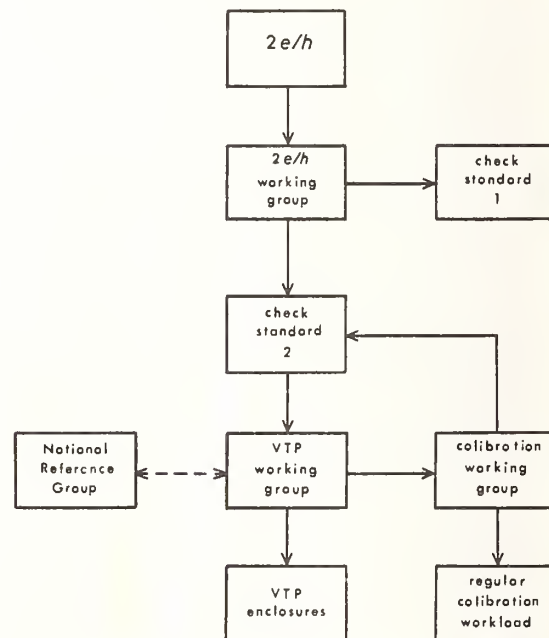 2e/h
2e/h
working
group
check
standard
1
check
standard
2
National
Reference
Group
VTP
working
group
calibration
working
group
VTP
enclosures
regular
calibration
workload